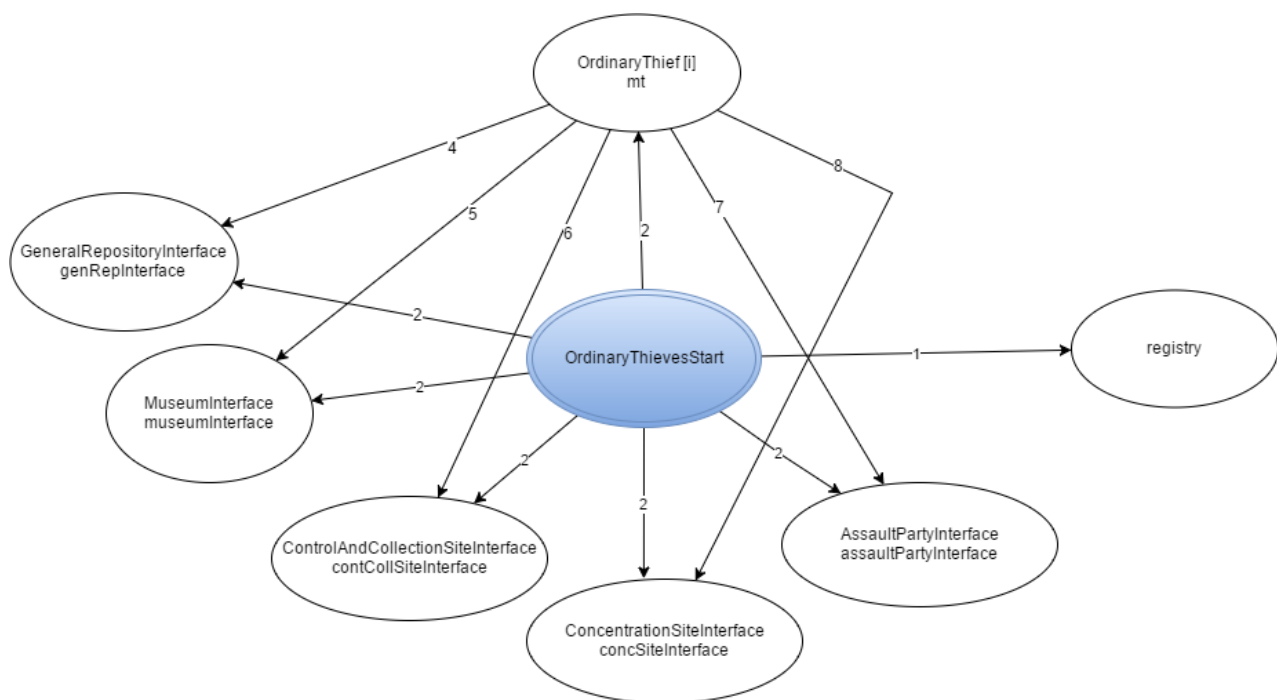 OrdinaryThief [i]
mt
4
8
5
7
6
2
GeneralRepositoryInterface
genRepInterface
2
OrdinaryThievesStart
1
registry
2
MuseumInterface
museumInterface
2
2
2
ControlAndCollectionSiteInterface
contCollSiteInterface
AssaultPartyInterface
assaultPartyInterface
ConcentrationSiteInterface
concSiteInterface